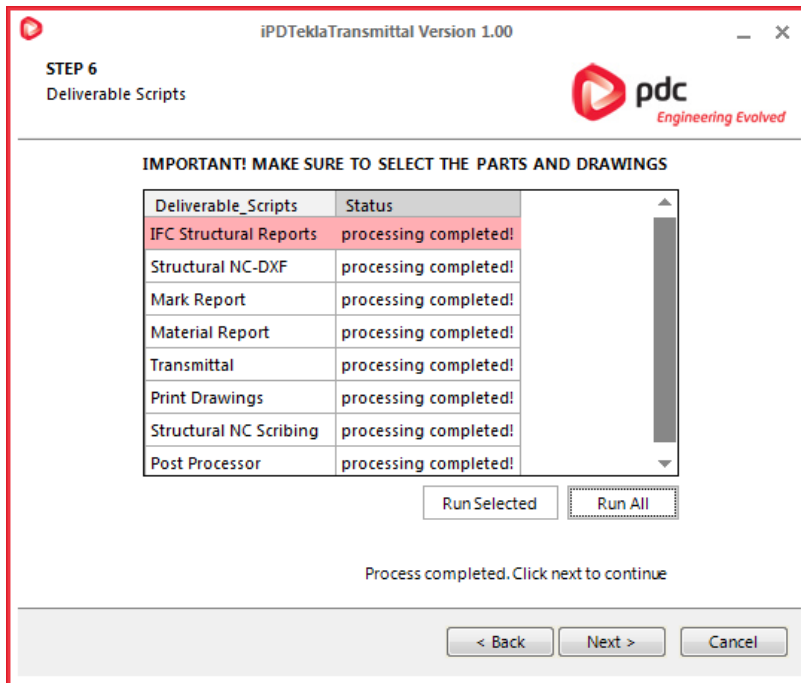 iPDTeklaTransmittal Version 1.00
STEP 6
Deliverable Scripts
pdc
Engineering Evolved
IMPORTANT! MAKE SURE TO SELECT THE PARTS AND DRAWINGS
Deliverable_Scripts Status
IFC Structural Reports processing completed!
Structural NC-DXF processing completed!
Mark Report processing completed!
Material Report processing completed!
Transmittal processing completed!
Print Drawings processing completed!
Structural NC Scribing processing completed!
Post Processor processing completed!
Run Selected Run All
Process completed. Click next to continue
< Back Next > Cancel